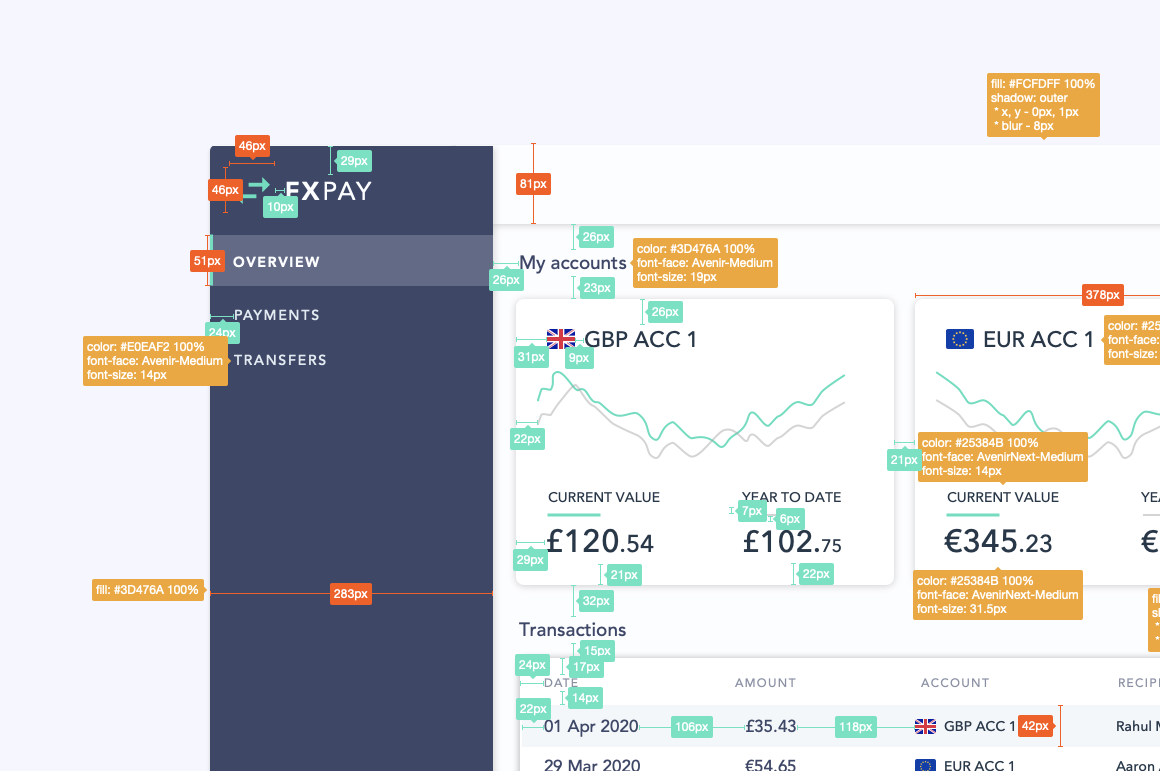 fill: #FCFDFF 100%
shadow: outer
* x, y - 0px, 1px
* blur - 8px
46px
29px
46px
EXPAY
10px
81px
26px
51px
OVERVIEW
26px
My accounts
color: #3D476A 100%
font-face: Avenir-Medium
font-size: 19px
23px
378px
24px
PAYMENTS
26px
color: #E0EAF2 100%
font-face: Avenir-Medium
font-size: 14px
TRANSFERS
GBP ACC 1
31px
9px
EUR ACC 1
color: #25
font-face:
font-size:
22px
21px
color: #25384B 100%
font-face: AvenirNext-Medium
font-size: 14px
CURRENT VALUE
YEAR TO DATE
7px
6px
£120.54
£102.75
29px
21px
22px
CURRENT VALUE
YEA
€345.23
€
color: #25384B 100%
font-face: AvenirNext-Medium
font-size: 31.5px
fill: #3D476A 100%
283px
32px
Transactions
15px
24px
17px
DATE
AMOUNT
ACCOUNT
RECIPI
14px
22px
01 Apr 2020
106px
£35.43
118px
GBP ACC 1
42px
Rahul
29 Mar 2020
£54.65
EUR ACC 1
Aaron